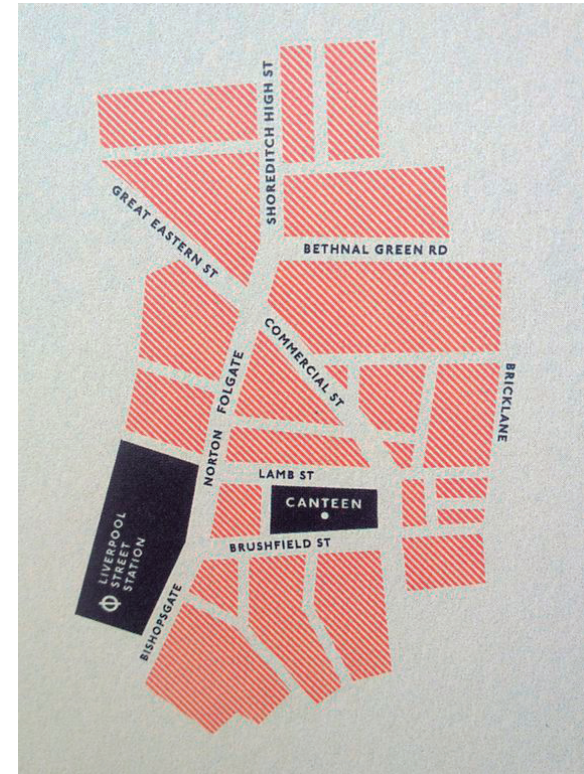 SHOREDITCH HIGH ST
GREAT EASTERN ST
BETHNAL GREEN RD
COMMERCIAL ST
NORTON FOLGATE
BRICKLANE
LAMB ST
CANTEEN
BRUSHFIELD ST
LIVERPOOL
STREET
STATION
BISHOPSGATE